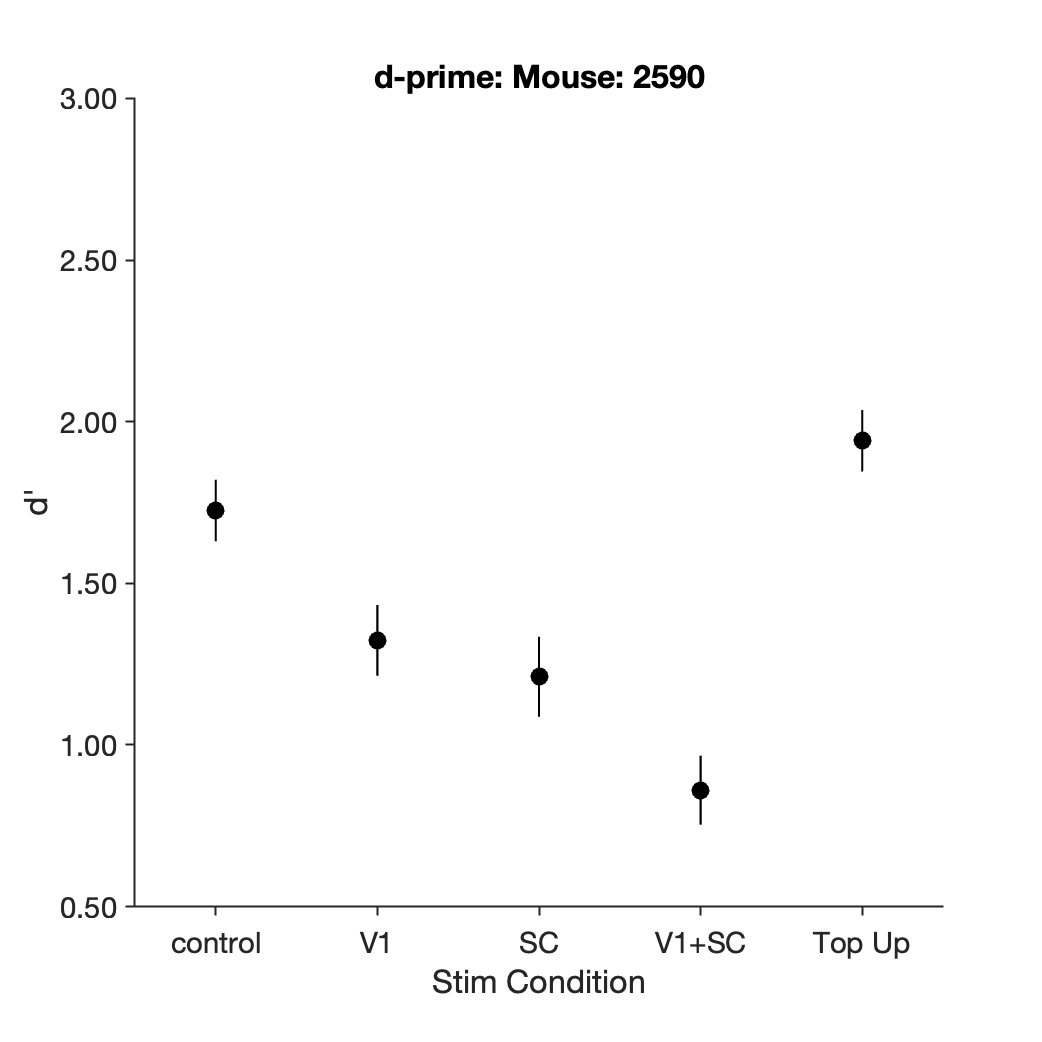 d-prime: Mouse: 2590
3.00
2.50
2.00
1.50
1.00
0.50
d'
control V1 SC V1+SC Top Up
Stim Condition